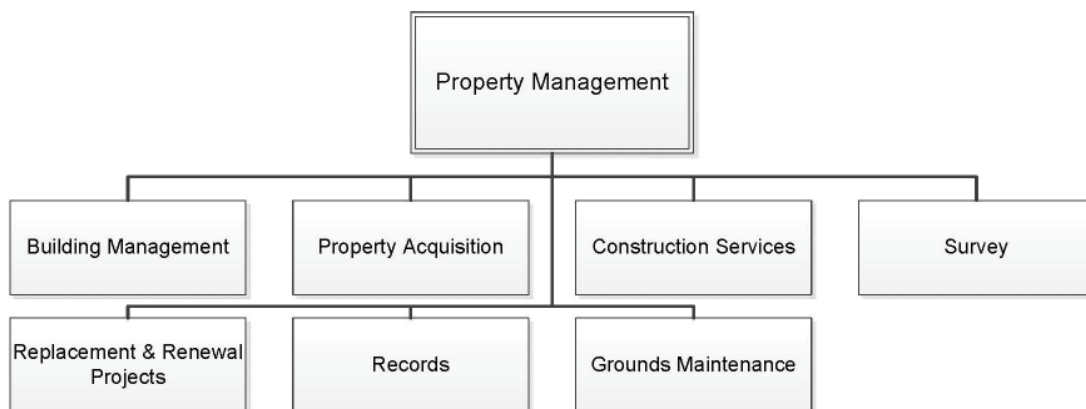 Property Management
Building Management
Property Acquisition
Construction Services
Survey
Replacement & Renewal
Projects
Records
Grounds Maintenance